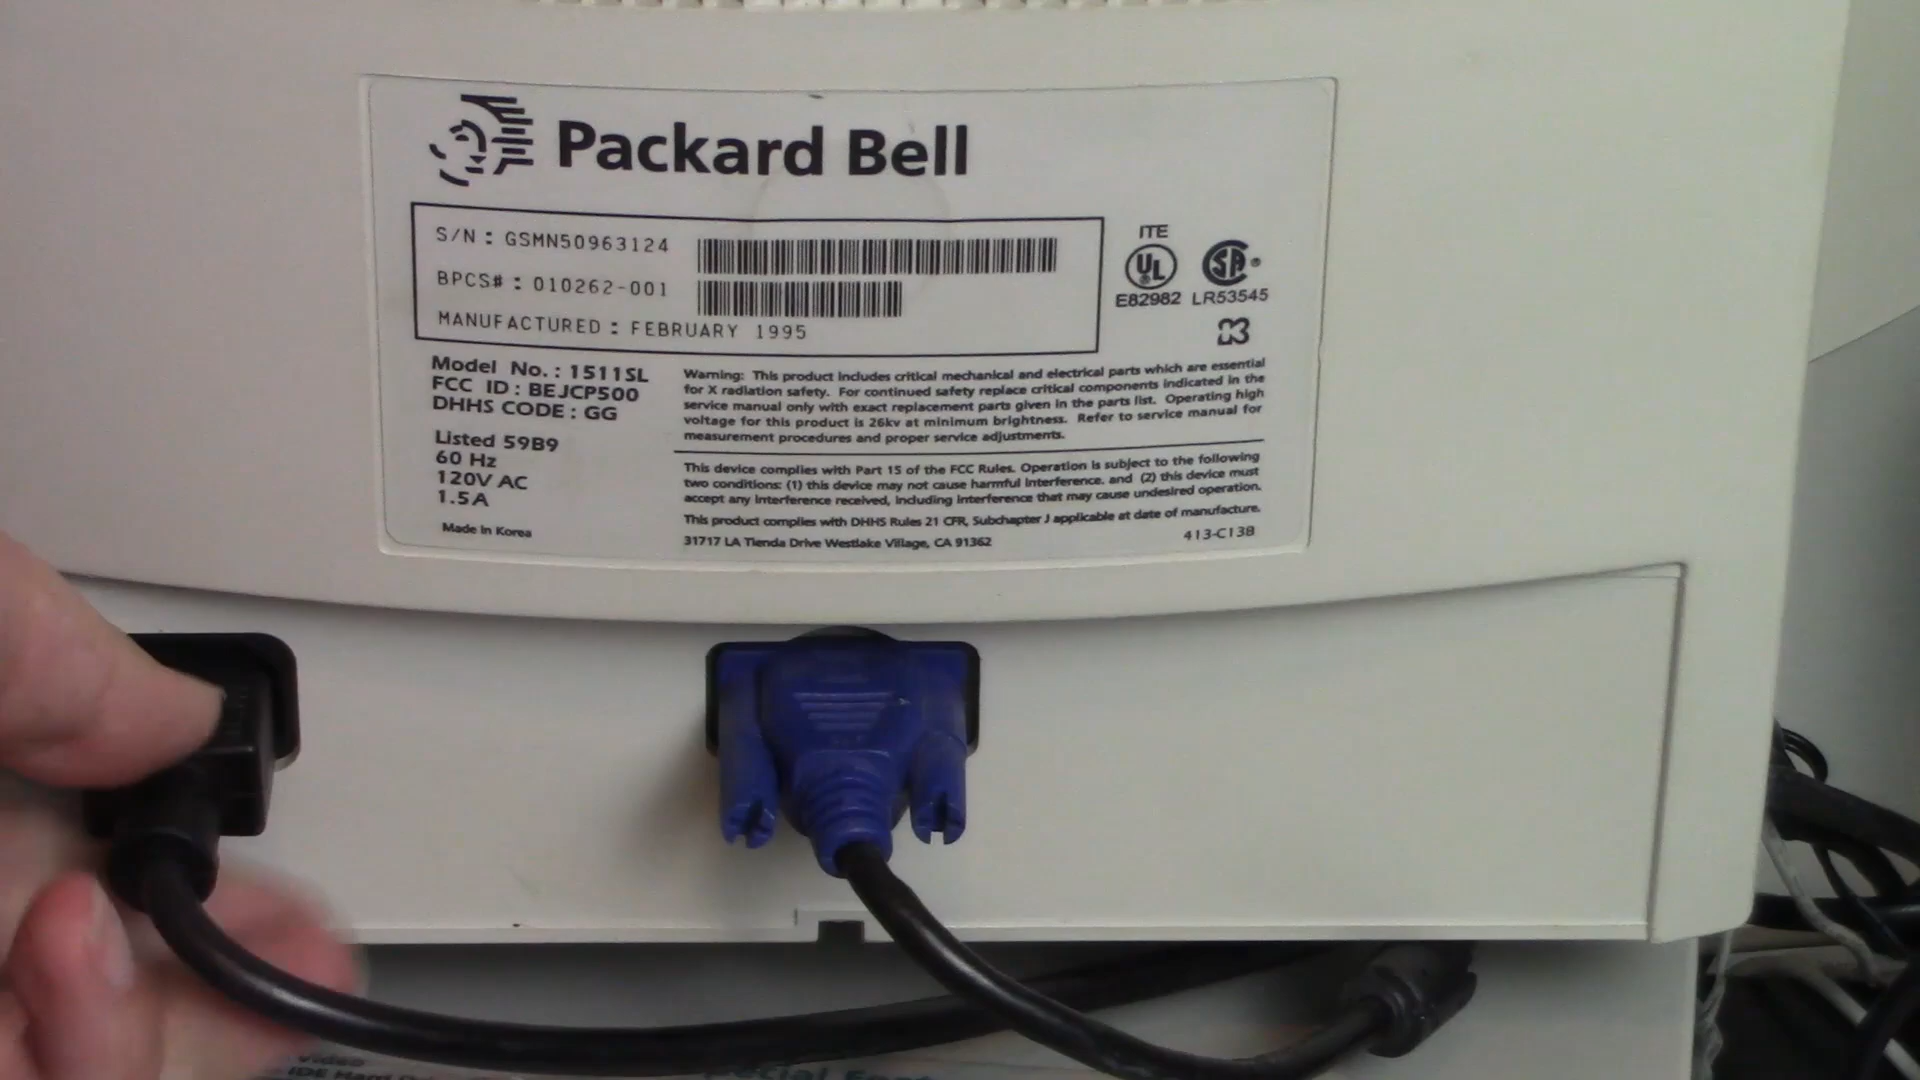 Packard Bell
S/N : GSMN50963124
BPCS# : 010262-001
MANUFACTURED : FEBRUARY 1995
ITE
UL
E82982
SA
LR53545
Model No. : 1511SL
FCC ID : BEJCP500
DHHS CODE : GG
Listed 59B9
60 Hz
120V AC
1.5A
Made in Korea
Warning: This product includes critical mechanical and electrical parts which are essential
for X radiation safety. For continued safety replace critical components indicated in the
service manual only with exact replacement parts given in the parts list. Operating high
voltage for this product is 26kv at minimum brightness. Refer to service manual for
measurement procedures and proper service adjustments.
This device complies with Part 15 of the FCC Rules. Operation is subject to the following
two conditions: (1) this device may not cause harmful interference, and (2) this device must
accept any interference received, including interference that may cause undesired operation.
This product complies with DHHS Rules 21 CFR, Subchapter J applicable at date of manufacture.
31717 LA Tienda Drive Westlake Village, CA 91362
413-C138
Video
IDE Hard